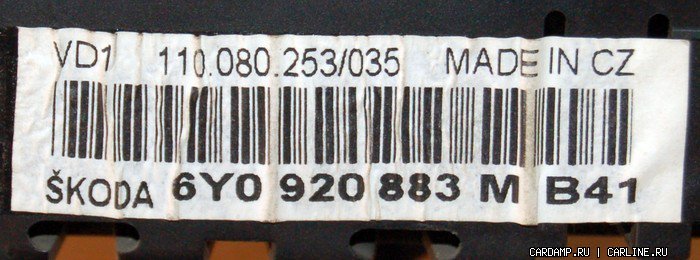 VD1 110.080.253/035 MADE IN CZ
ŠKODA 6Y0 920 883 M B41
CARDAMP.RU | CARLINE.RU